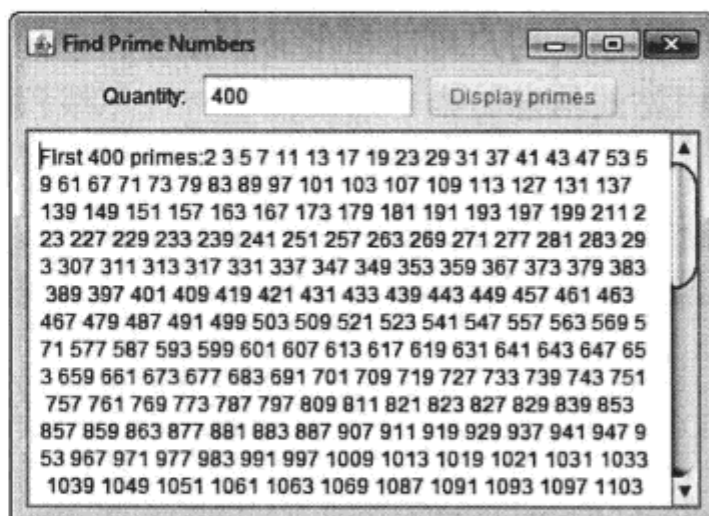 Find Prime Numbers
Quantity: 400 Display primes
First 400 primes:2 3 5 7 11 13 17 19 23 29 31 37 41 43 47 53 5
9 61 67 71 73 79 83 89 97 101 103 107 109 113 127 131 137
139 149 151 157 163 167 173 179 181 191 193 197 199 211 2
23 227 229 233 239 241 251 257 263 269 271 277 281 283 29
3 307 311 313 317 331 337 347 349 353 359 367 373 379 383
389 397 401 409 419 421 431 433 439 443 449 457 461 463
467 479 487 491 499 503 509 521 523 541 547 557 563 569 5
71 577 587 593 599 601 607 613 617 619 631 641 643 647 65
3 659 661 673 677 683 691 701 709 719 727 733 739 743 751
757 761 769 773 787 797 809 811 821 823 827 829 839 853
857 859 863 877 881 883 887 907 911 919 929 937 941 947 9
53 967 971 977 983 991 997 1009 1013 1019 1021 1031 1033
1039 1049 1051 1061 1063 1069 1087 1091 1093 1097 1103